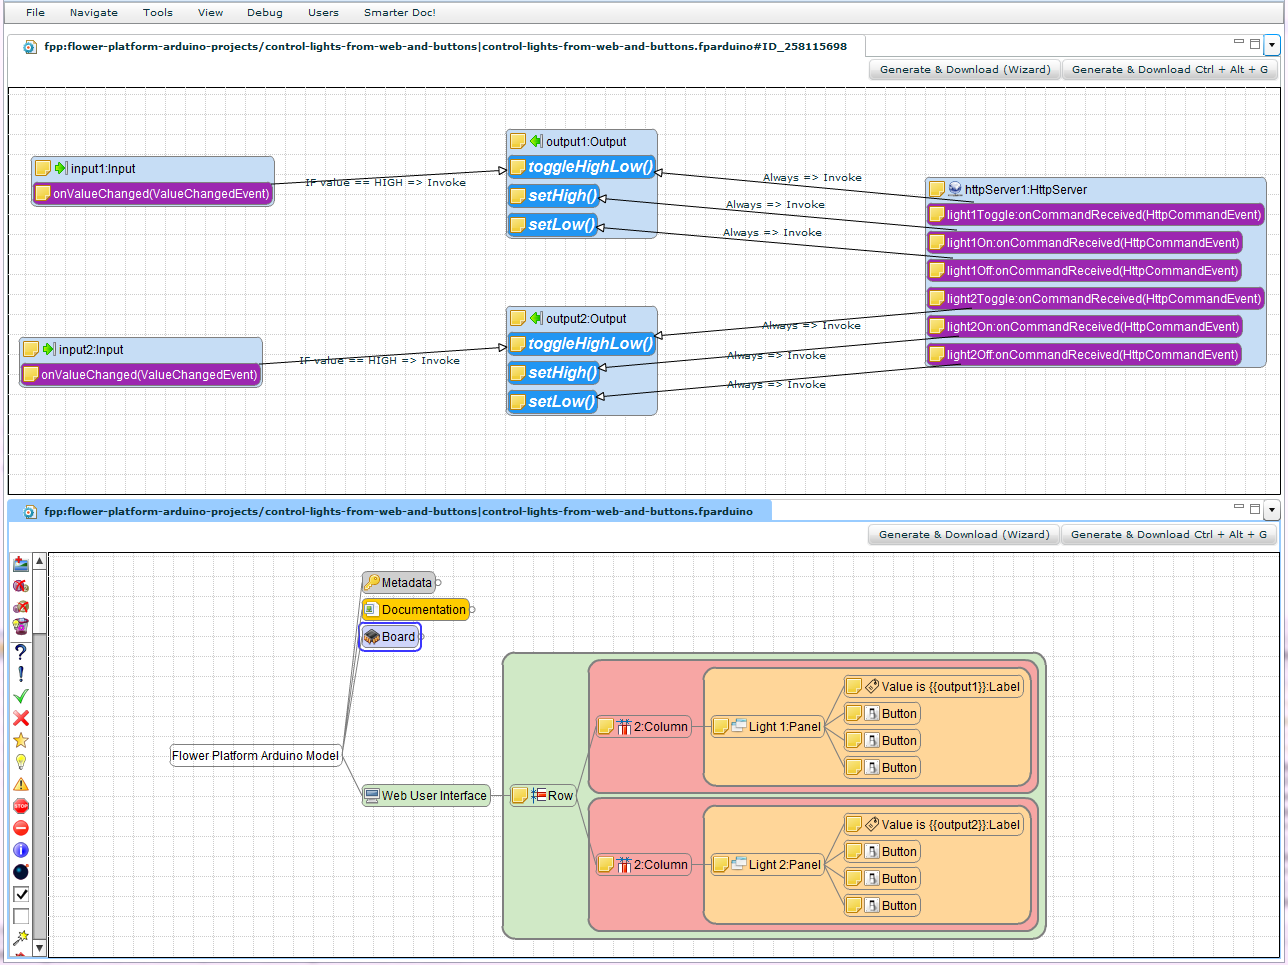 File Navigate Tools View Debug Users Smarter Doc!
fpp:flower-platform-arduino-projects/control-lights-from-web-and-buttons|control-lights-from-web-and-buttons.fparduino#ID_258115698
Generate & Download (Wizard) Generate & Download Ctrl + Alt + G
input1:Input
onValueChanged(ValueChangedEvent)
IF value == HIGH => Invoke
output1:Output
toggleHighLow()
setHigh()
setLow()
Always => Invoke
Always => Invoke
Always => Invoke
httpServer1:HttpServer
light1Toggle:onCommandReceived(HttpCommandEvent)
light1On:onCommandReceived(HttpCommandEvent)
light1Off:onCommandReceived(HttpCommandEvent)
light2Toggle:onCommandReceived(HttpCommandEvent)
light2On:onCommandReceived(HttpCommandEvent)
light2Off:onCommandReceived(HttpCommandEvent)
input2:Input
onValueChanged(ValueChangedEvent)
IF value == HIGH => Invoke
output2:Output
toggleHighLow()
setHigh()
setLow()
Always => Invoke
Always => Invoke
Always => Invoke
fpp:flower-platform-arduino-projects/control-lights-from-web-and-buttons|control-lights-from-web-and-buttons.fparduino
Generate & Download (Wizard) Generate & Download Ctrl + Alt + G
Metadata
Documentation
Board
Flower Platform Arduino Model
Web User Interface
Row
2:Column
Light 1:Panel
Value is {{output1}}:Label
Button
Button
Button
2:Column
Light 2:Panel
Value is {{output2}}:Label
Button
Button
Button
STOP